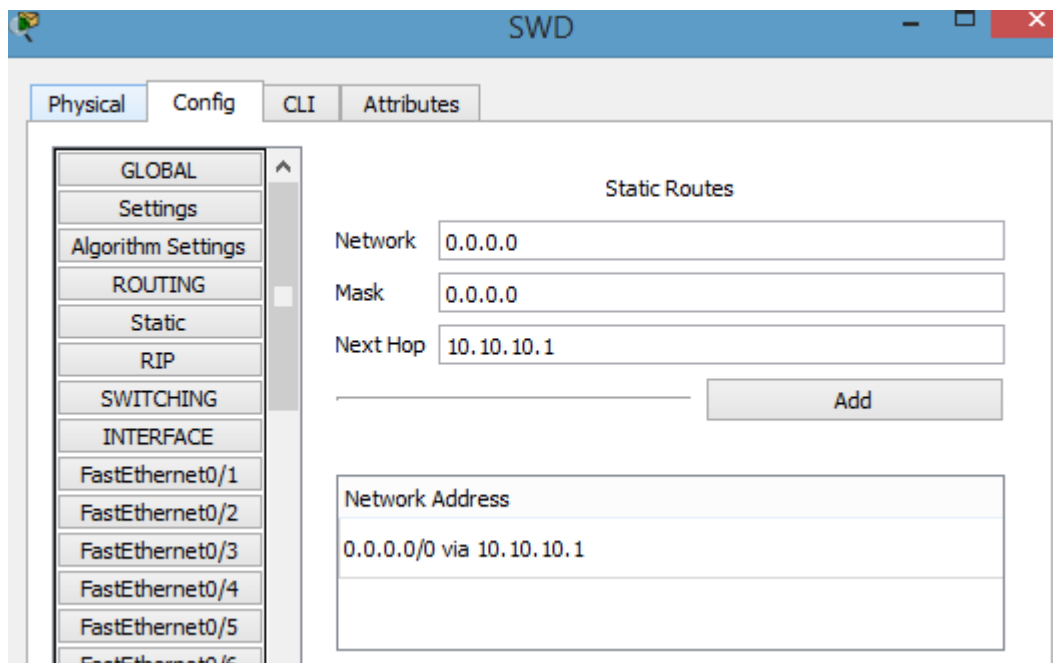 SWD
Physical Config CLI Attributes
GLOBAL
Settings
Algorithm Settings
ROUTING
Static
RIP
SWITCHING
INTERFACE
FastEthernet0/1
FastEthernet0/2
FastEthernet0/3
FastEthernet0/4
FastEthernet0/5
FastEthernet0/6
Static Routes
Network 0.0.0.0
Mask 0.0.0.0
Next Hop 10.10.10.1
Add
Network Address
0.0.0.0/0 via 10.10.10.1